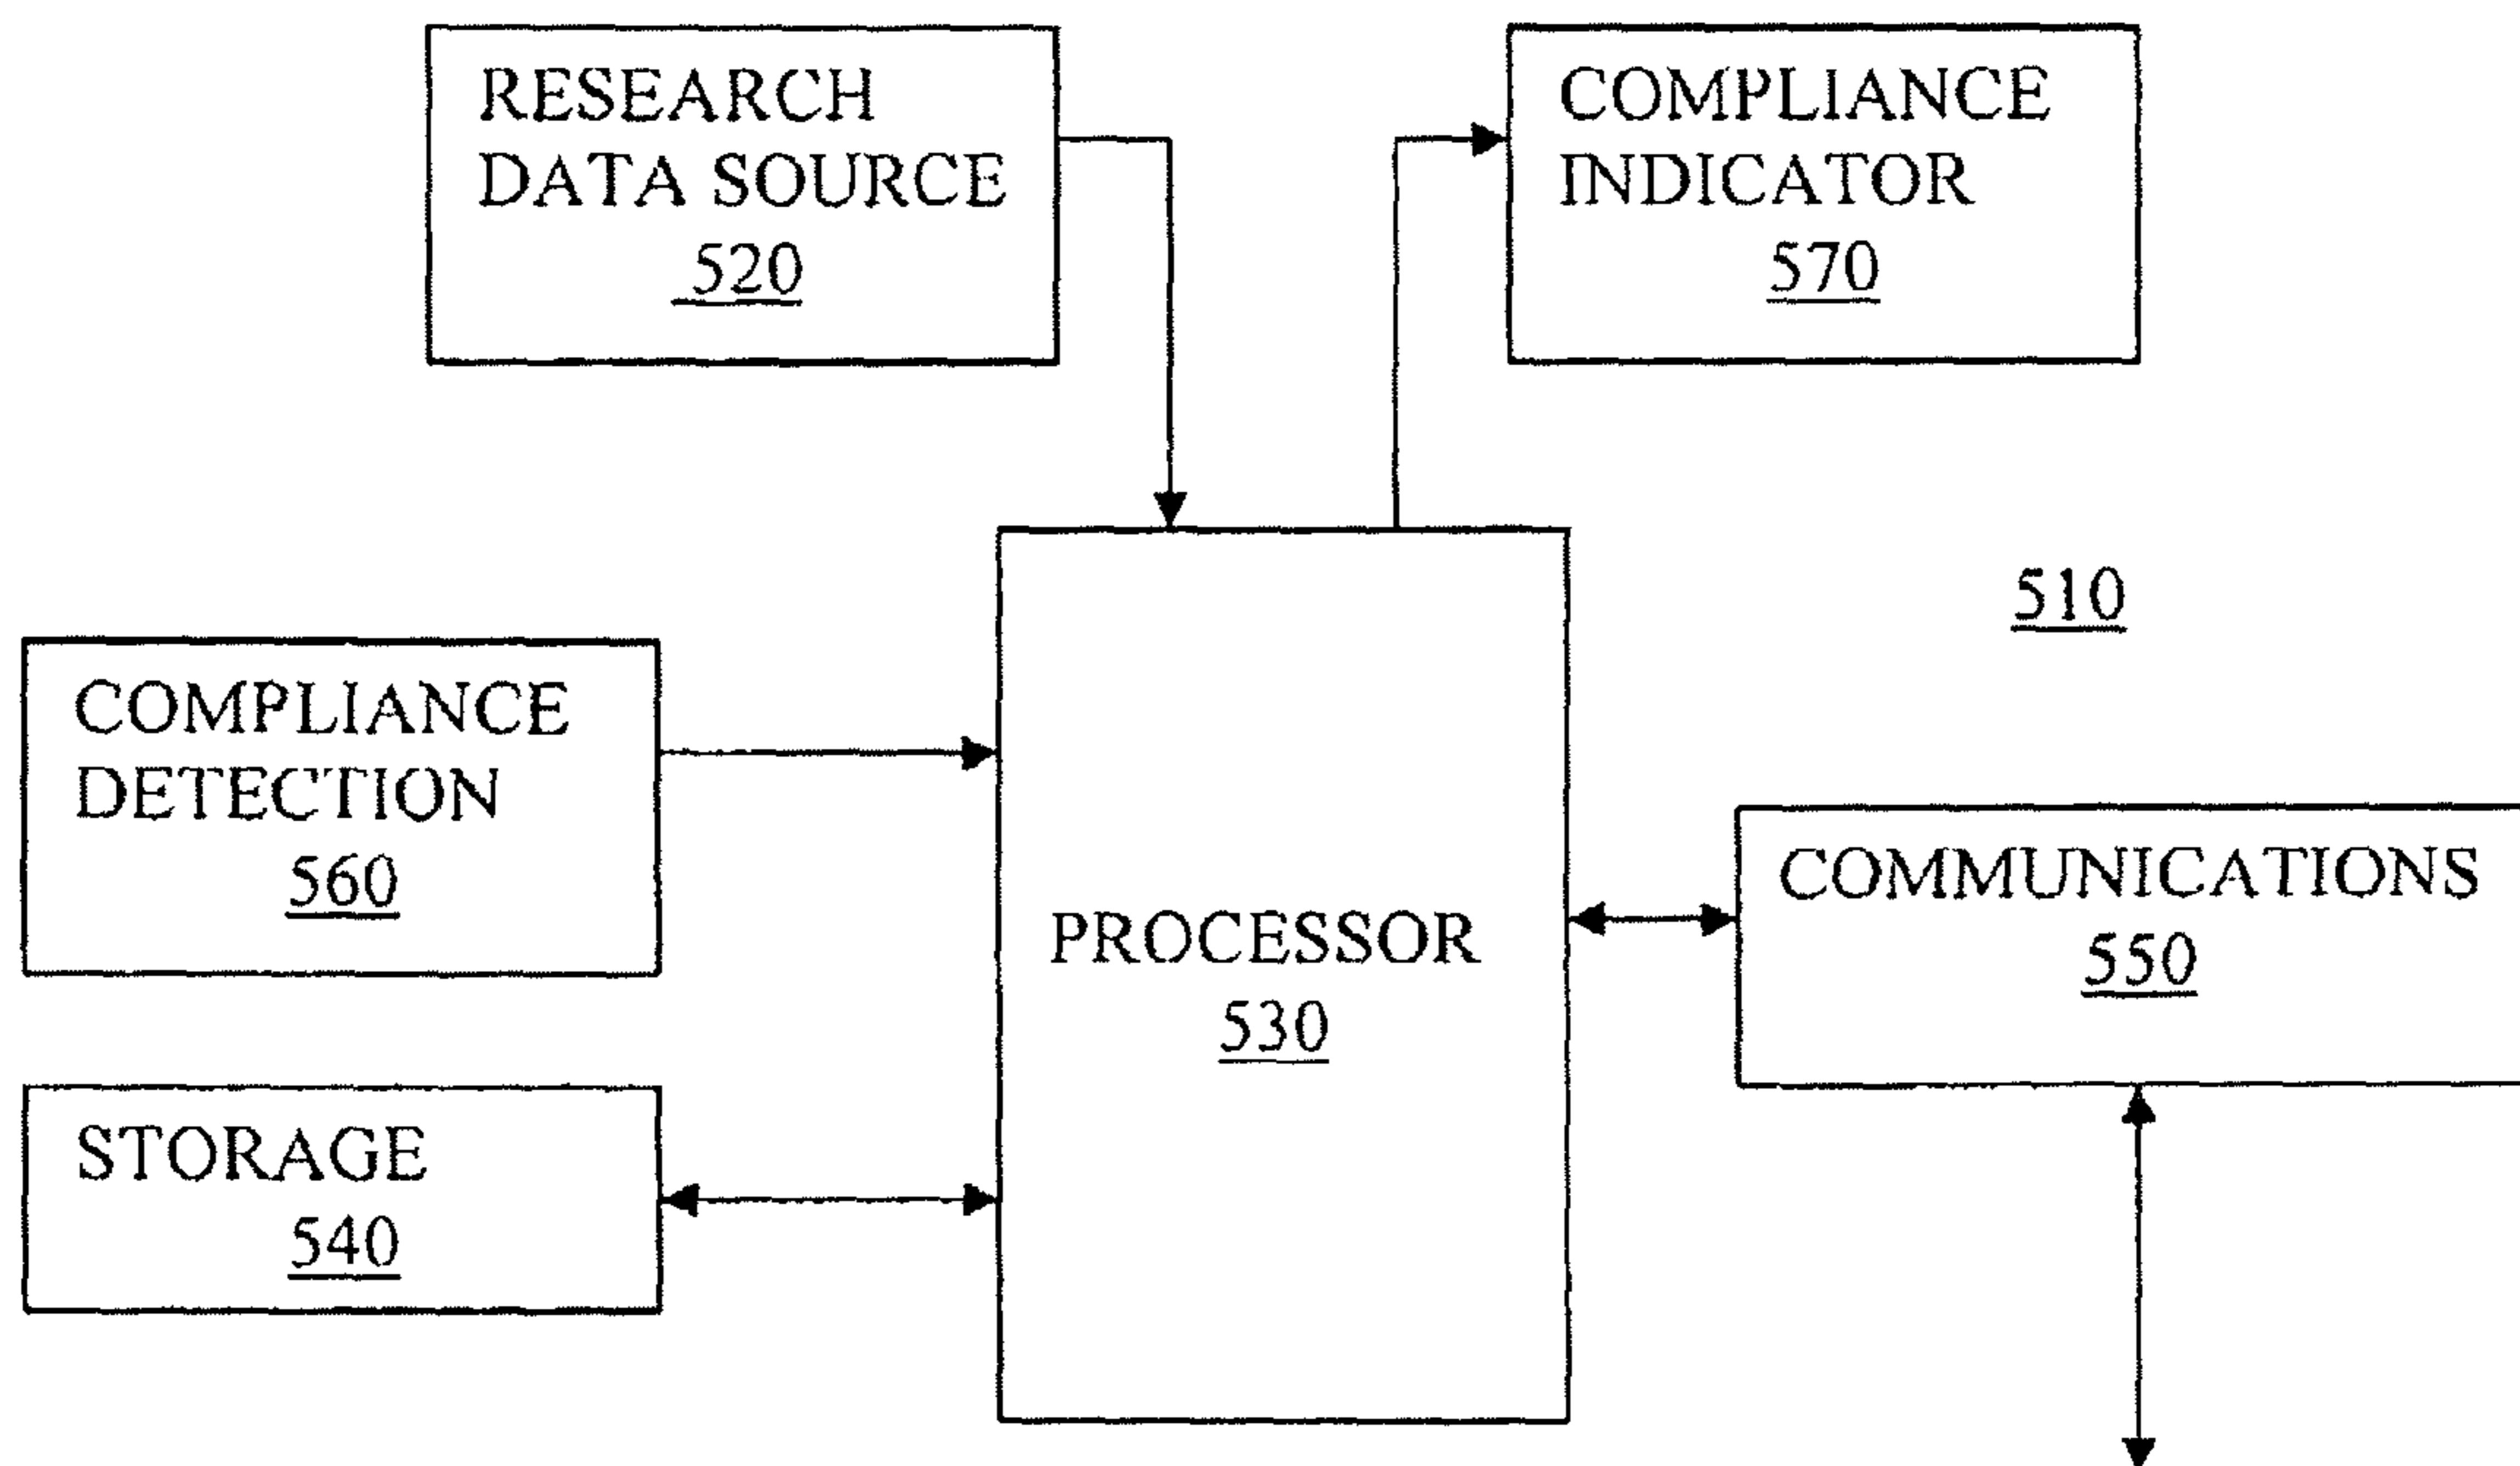 RESEARCH
DATA SOURCE
520
COMPLIANCE
INDICATOR
570
510
COMPLIANCE
DETECTION
560
PROCESSOR
530
COMMUNICATIONS
550
STORAGE
540